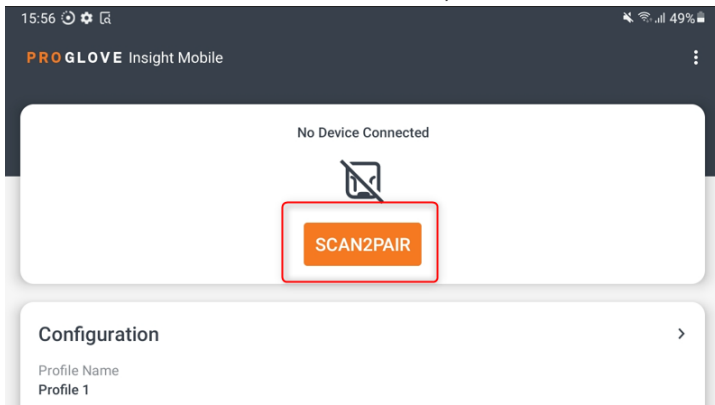 15:56 49%
PROGLOVE Insight Mobile
No Device Connected
SCAN2PAIR
Configuration
Profile Name
Profile 1